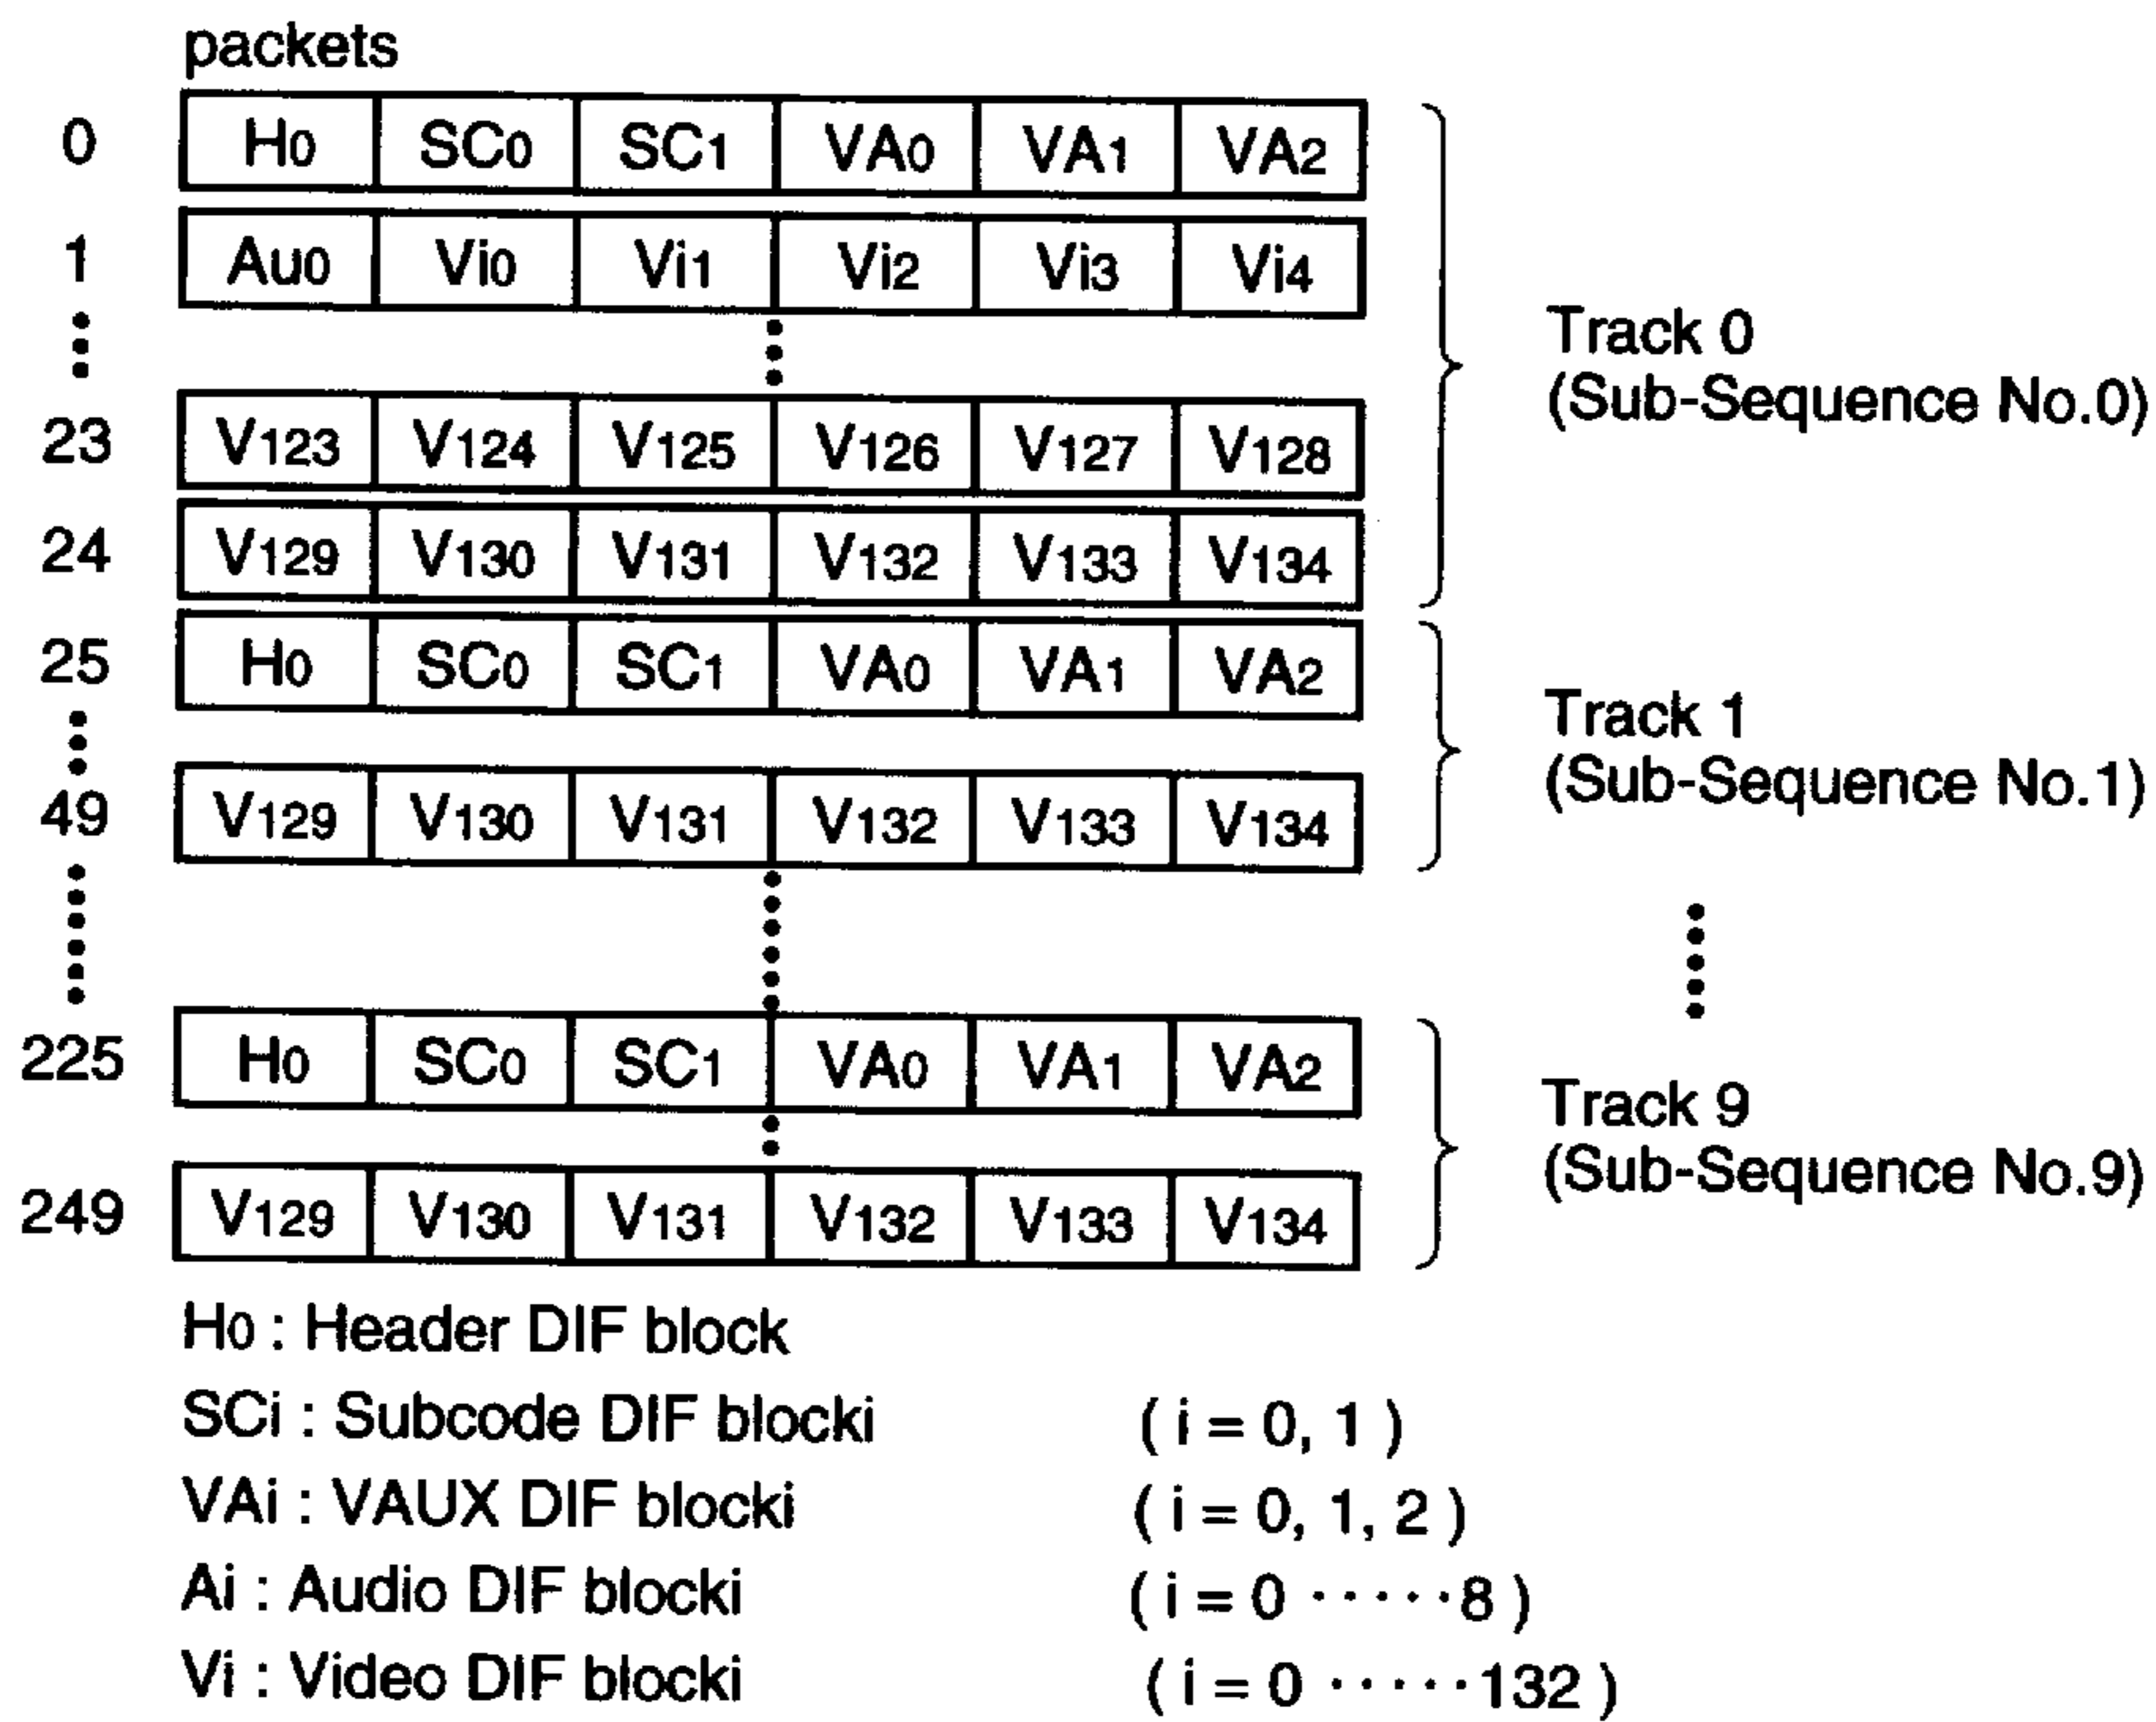 packets
0 H0 SC0 SC1 VA0 VA1 VA2
1 Au0 Vi0 Vi1 Vi2 Vi3 Vi4
Track 0
(Sub-Sequence No.0)
23 V123 V124 V125 V126 V127 V128
24 V129 V130 V131 V132 V133 V134
25 H0 SC0 SC1 VA0 VA1 VA2
Track 1
(Sub-Sequence No.1)
49 V129 V130 V131 V132 V133 V134
225 H0 SC0 SC1 VA0 VA1 VA2
Track 9
(Sub-Sequence No.9)
249 V129 V130 V131 V132 V133 V134
H0 : Header DIF block
SCi : Subcode DIF blocki ( i = 0, 1 )
VAi : VAUX DIF blocki ( i = 0, 1, 2 )
Ai : Audio DIF blocki ( i = 0 ·····8 )
Vi : Video DIF blocki ( i = 0 ·····132 )